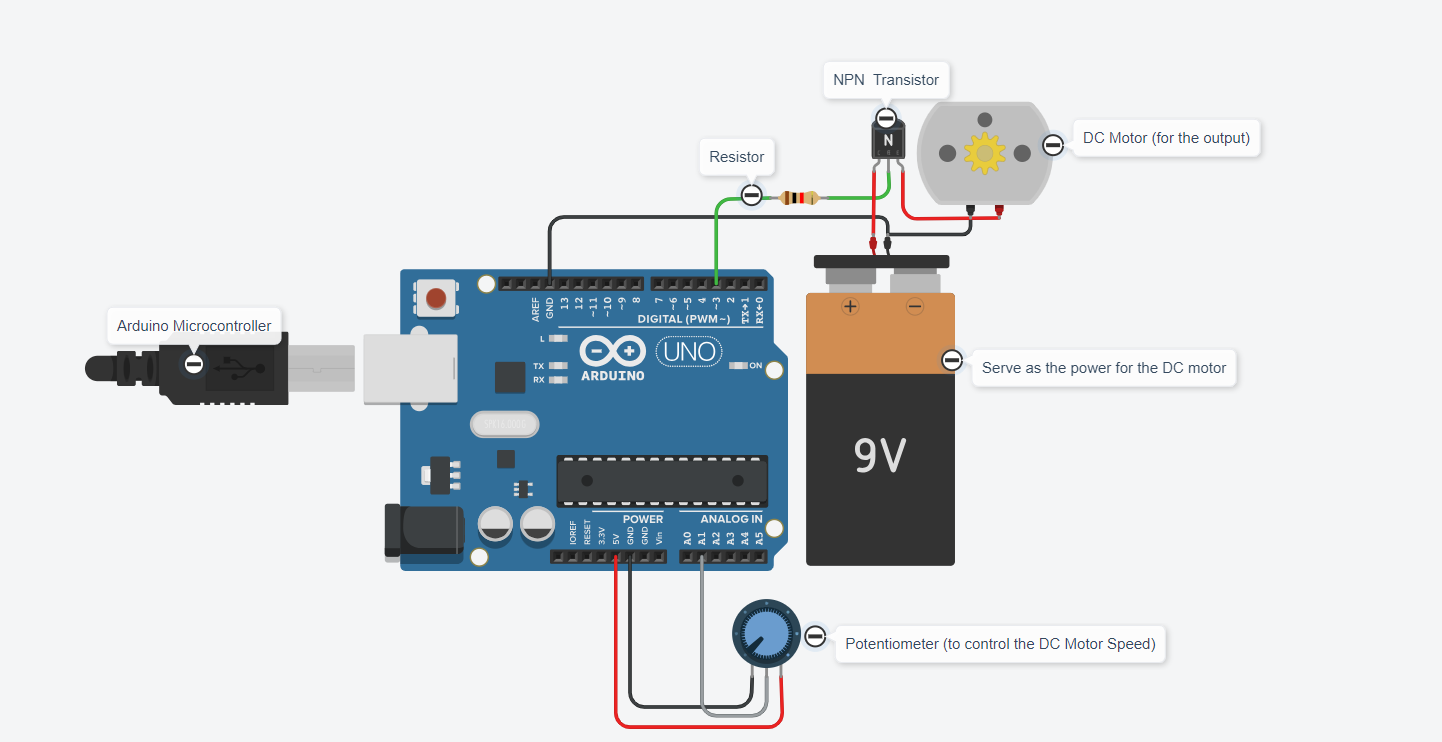 NPN  Transistor
N
DC Motor (for the output)
Resistor
AREF
GND
13
12
~11
~10
~9
8
7
~6
~5
4
~3
2
TX→1
RX←0
DIGITAL (PWM~)
Arduino Microcontroller
L
TX
RX
ARDUINO
UNO
ON
+
−
Serve as the power for the DC motor
9V
POWER
ANALOG IN
IOREF
RESET
3.3V
5V
GND
GND
Vin
A0
A1
A2
A3
A4
A5
Potentiometer (to control the DC Motor Speed)